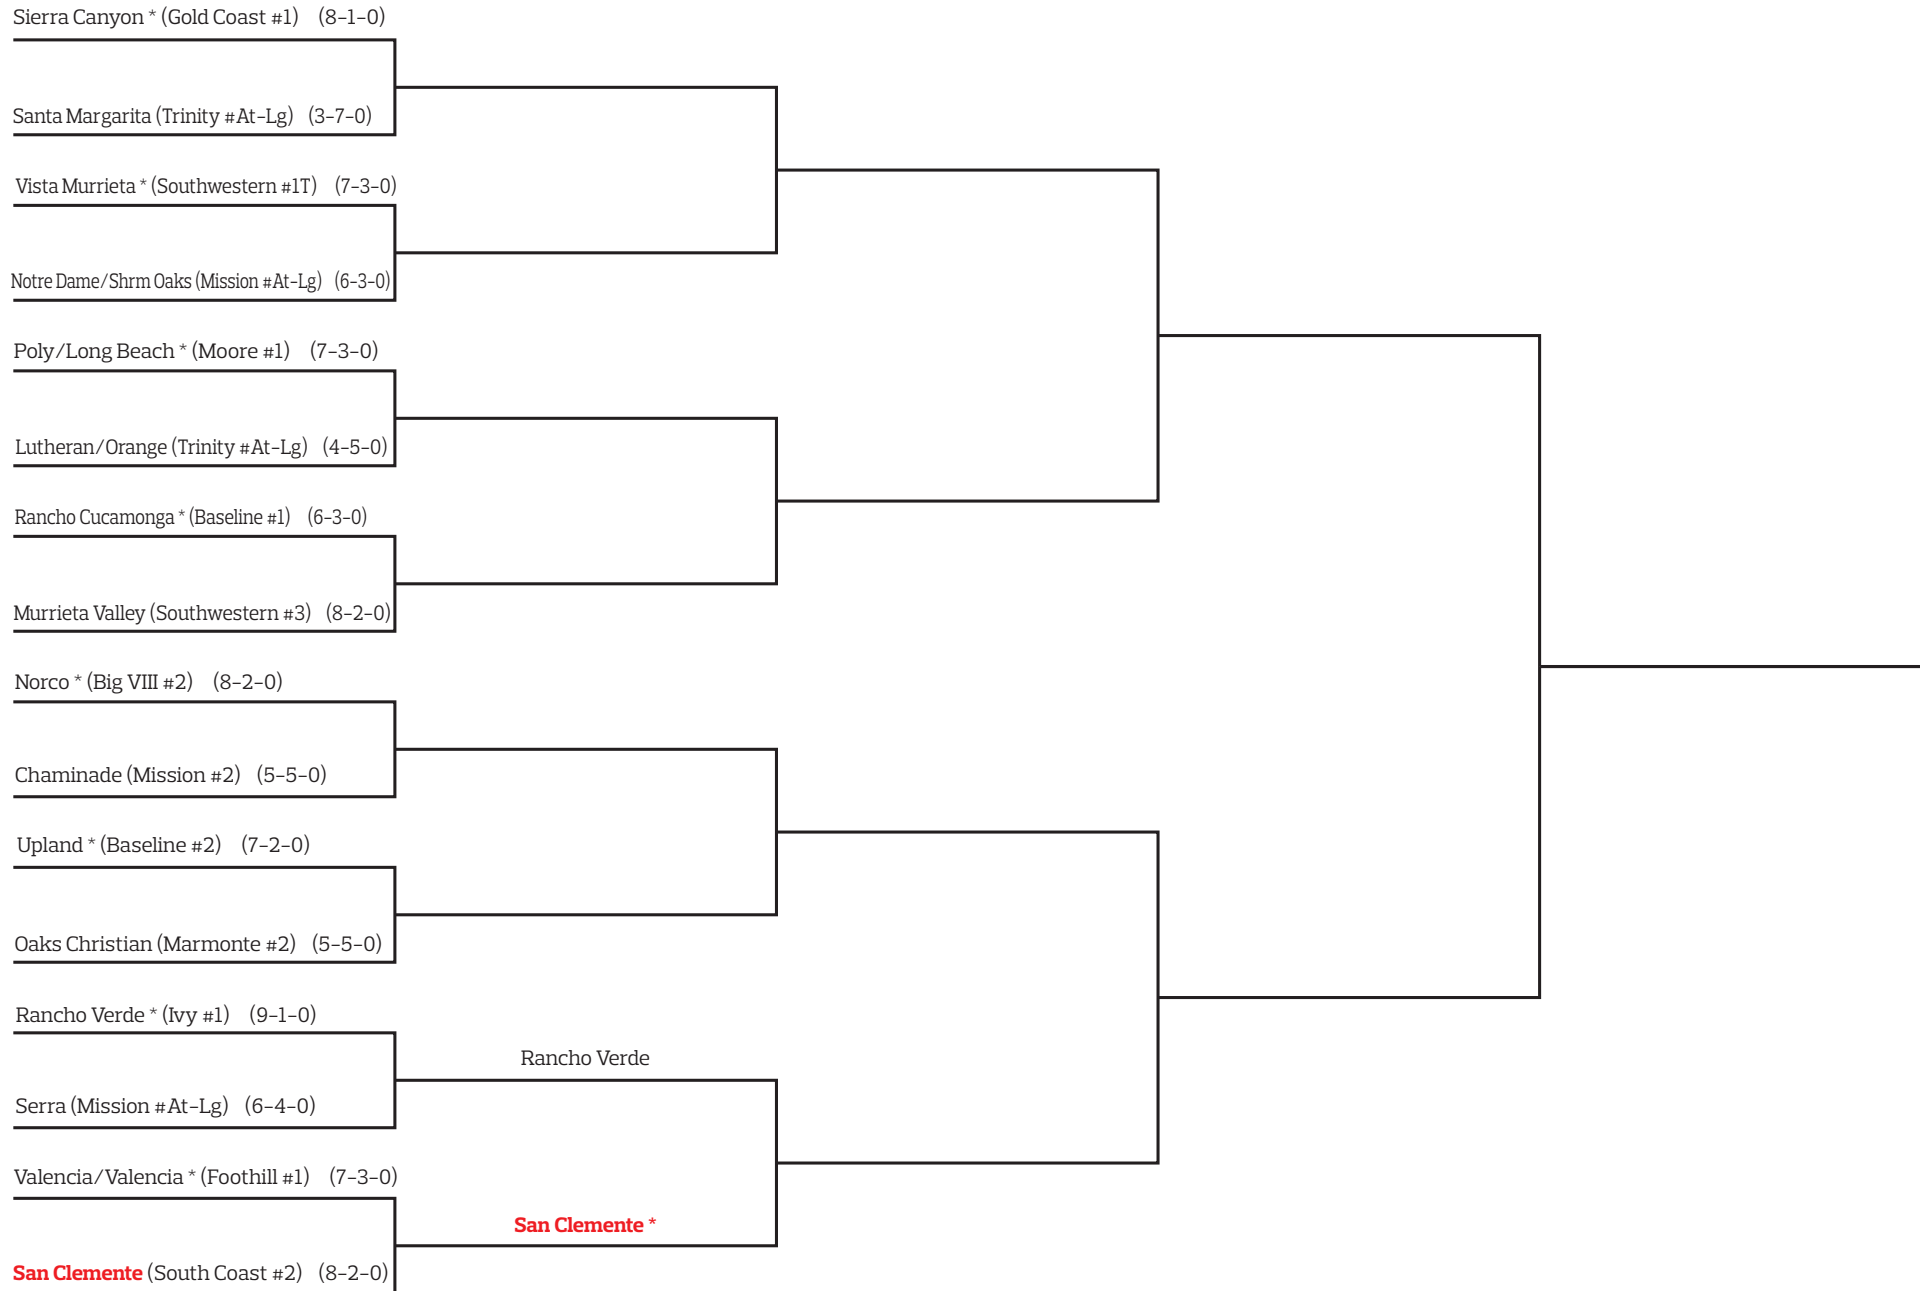 Sierra Canyon * (Gold Coast #1) (8-1-0)
Santa Margarita (Trinity #At-Lg) (3-7-0)
Vista Murrieta * (Southwestern #1T) (7-3-0)
Notre Dame/Shrm Oaks (Mission #At-Lg) (6-3-0)
Poly/Long Beach * (Moore #1) (7-3-0)
Lutheran/Orange (Trinity #At-Lg) (4-5-0)
Rancho Cucamonga * (Baseline #1) (6-3-0)
Murrieta Valley (Southwestern #3) (8-2-0)
Norco * (Big VIII #2) (8-2-0)
Chaminade (Mission #2) (5-5-0)
Upland * (Baseline #2) (7-2-0)
Oaks Christian (Marmonte #2) (5-5-0)
Rancho Verde * (Ivy #1) (9-1-0)
Serra (Mission #At-Lg) (6-4-0)
Valencia/Valencia * (Foothill #1) (7-3-0)
San Clemente (South Coast #2) (8-2-0)
Rancho Verde
San Clemente *